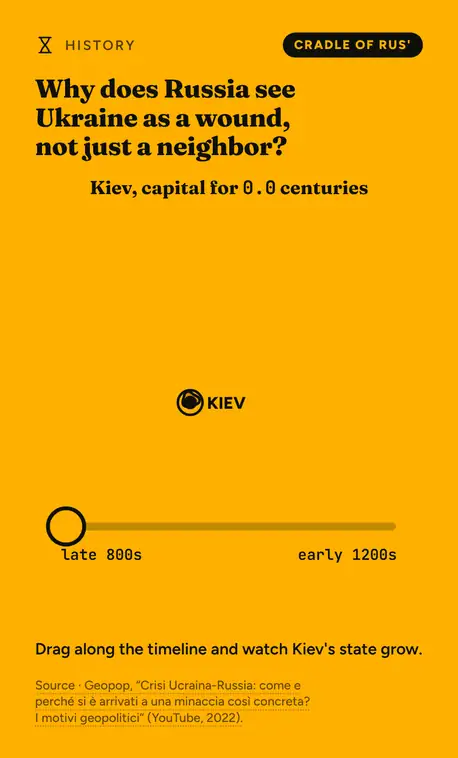 HISTORY
CRADLE OF RUS'
Why does Russia see
Ukraine as a wound,
not just a neighbor?
Kiev, capital for 0.0 centuries
KIEV
late 800s
early 1200s
Drag along the timeline and watch Kiev's state grow.
Source · Geopop, “Crisi Ucraina-Russia: come e
perché si è arrivati a una minaccia così concreta?
I motivi geopolitici” (YouTube, 2022).